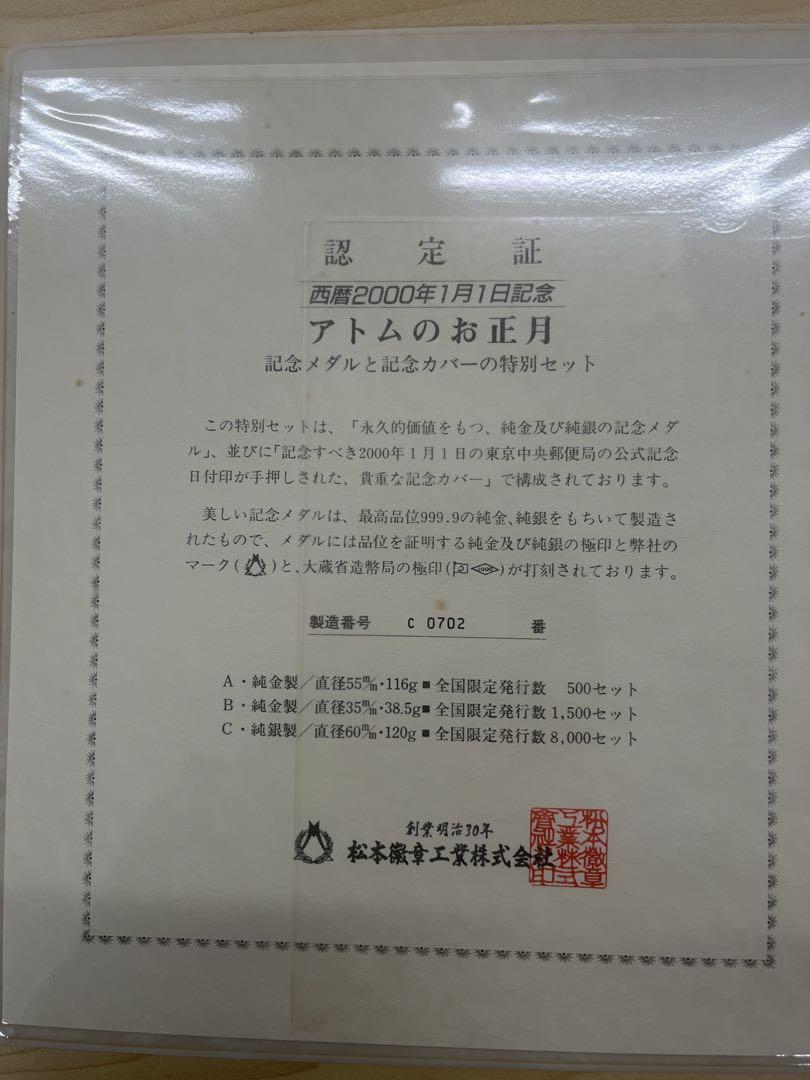 認定証
西暦2000年1月1日記念
アトムのお正月
記念メダルと記念カバーの特別セット
この特別セットは、「永久的価値をもつ、純金及び純銀の記念メダ
ル」、並びに「記念すべき2000年1月1日の東京中央郵便局の公式記念
日付印が手押しされた、貴重な記念カバー」で構成されております。
美しい記念メダルは、最高品位999.9の純金、純銀をもちいて製造さ
れたもので、メダルには品位を証明する純金及び純銀の極印と弊社の
マーク( )と、大蔵省造幣局の極印( )が打刻されております。
製造番号 C 0702 番
A・純金製/直径55m/m・116g■全国限定発行数 500セット
B・純金製/直径35m/m・38.5g■全国限定発行数 1,500セット
C・純銀製/直径60m/m・120g■全国限定発行数 8,000セット
創業明治30年
松本徽章工業株式会社